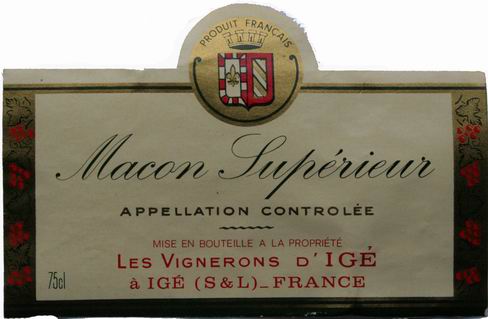 PRODUIT FRANÇAIS
Macon Supérieur
APPELLATION CONTROLÉE
MISE EN BOUTEILLE A LA PROPRIÉTÉ
LES VIGNERONS D'IGÉ
75cl
à IGÉ (S&L)_FRANCE